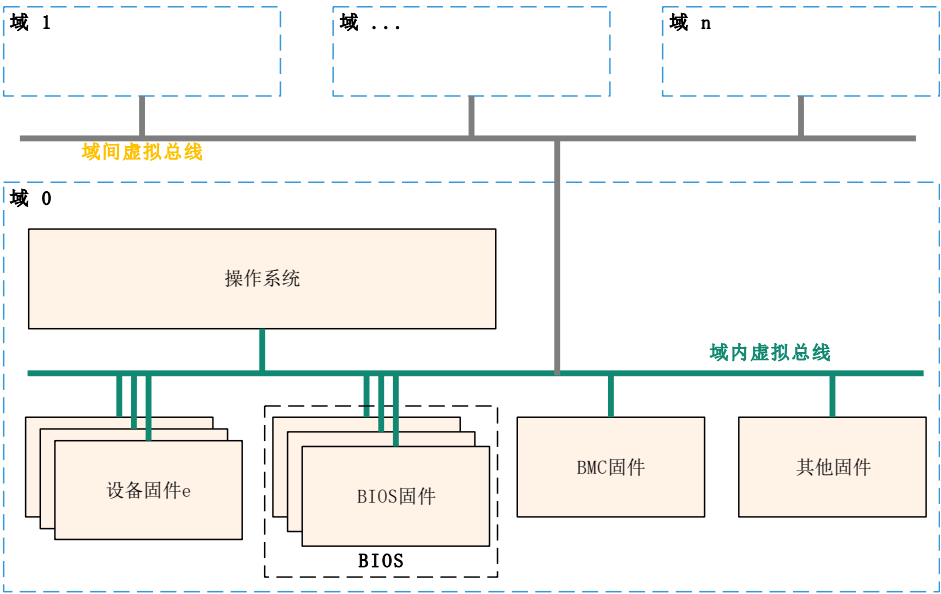 域 1
域 ...
域 n
域间虚拟总线
域 0
操作系统
域内虚拟总线
设备固件e
BIOS固件
BMC固件
其他固件
BIOS